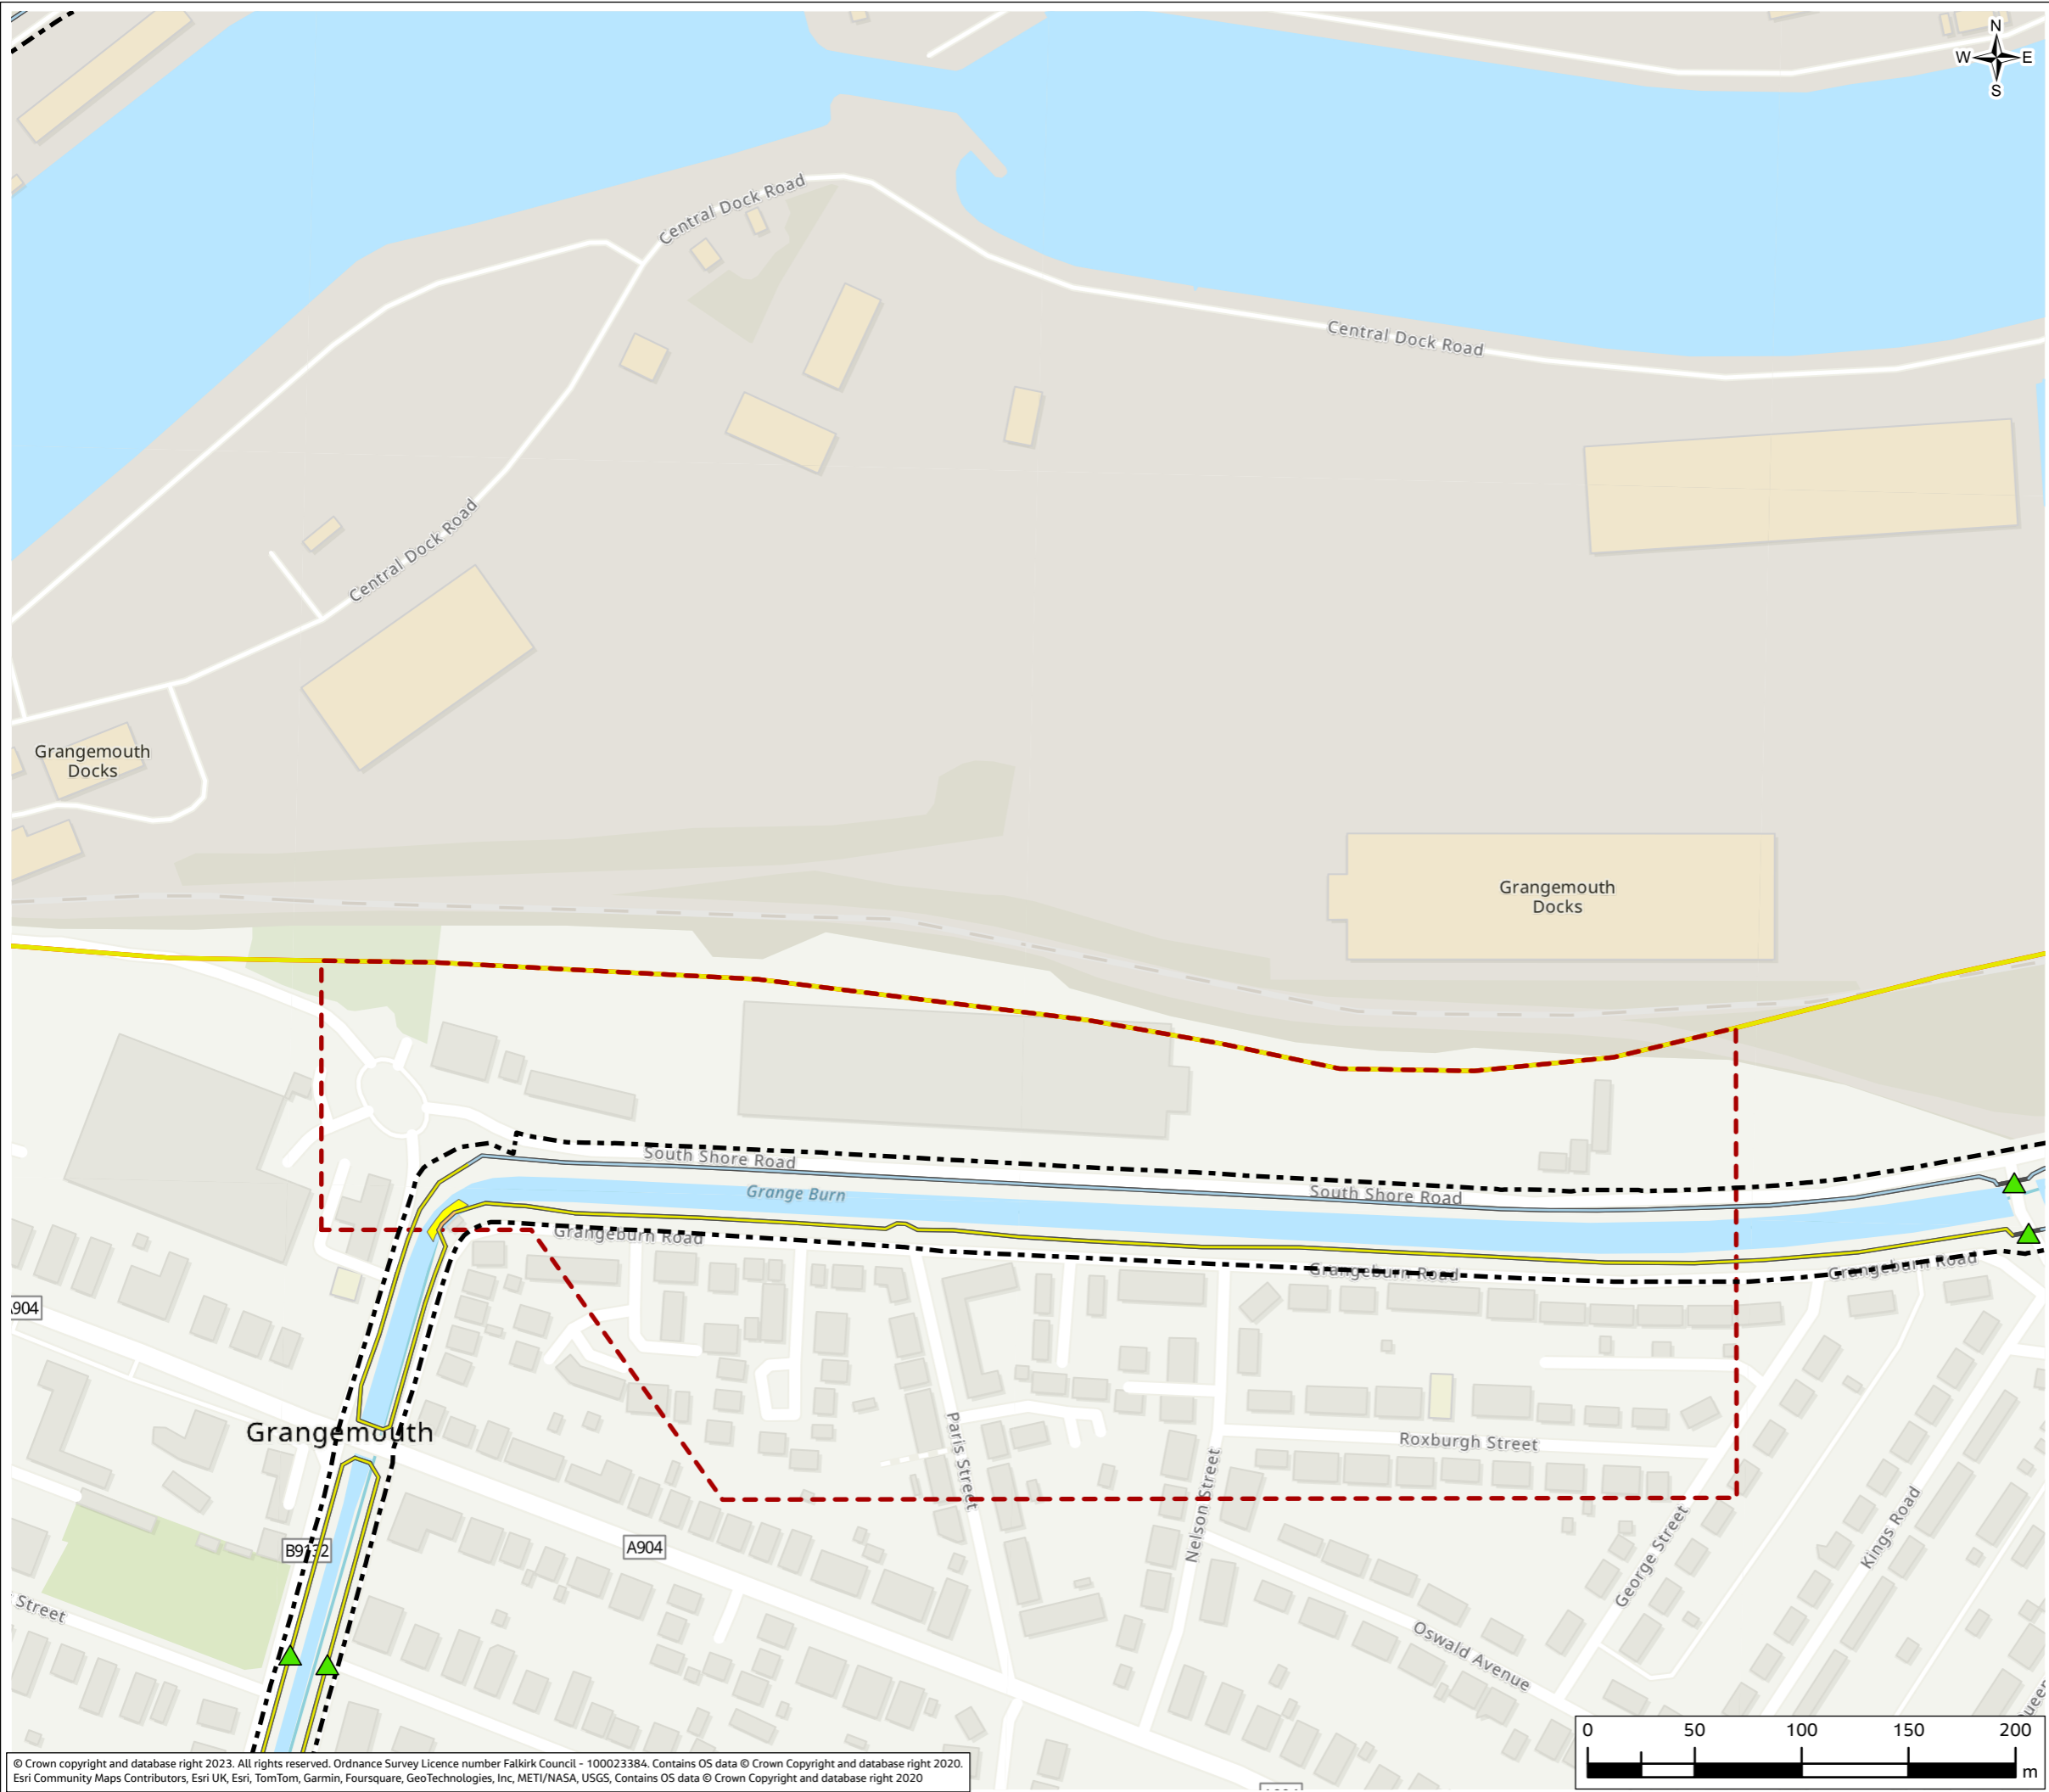 N
W E
S
Central Dock Road
Central Dock Road
Central Dock Road
Grangemouth
Docks
Grangemouth
Docks
South Shore Road
Grange Burn
South Shore Road
Grangeburn Road
Grangeburn Road
Grangeburn Road
A904
Grangemouth
Paris Street
Roxburgh Street
Nelson Street
George Street
Kings Road
B9132
A904
Street
Oswald Avenue
0 50 100 150 200
m
© Crown copyright and database right 2023. All rights reserved. Ordnance Survey Licence number Falkirk Council - 100023384. Contains OS data © Crown Copyright and database right 2020.
Esri Community Maps Contributors, Esri UK, Esri, TomTom, Garmin, Foursquare, GeoTechnologies, Inc, METI/NASA, USGS, Contains OS data © Crown Copyright and database right 2020